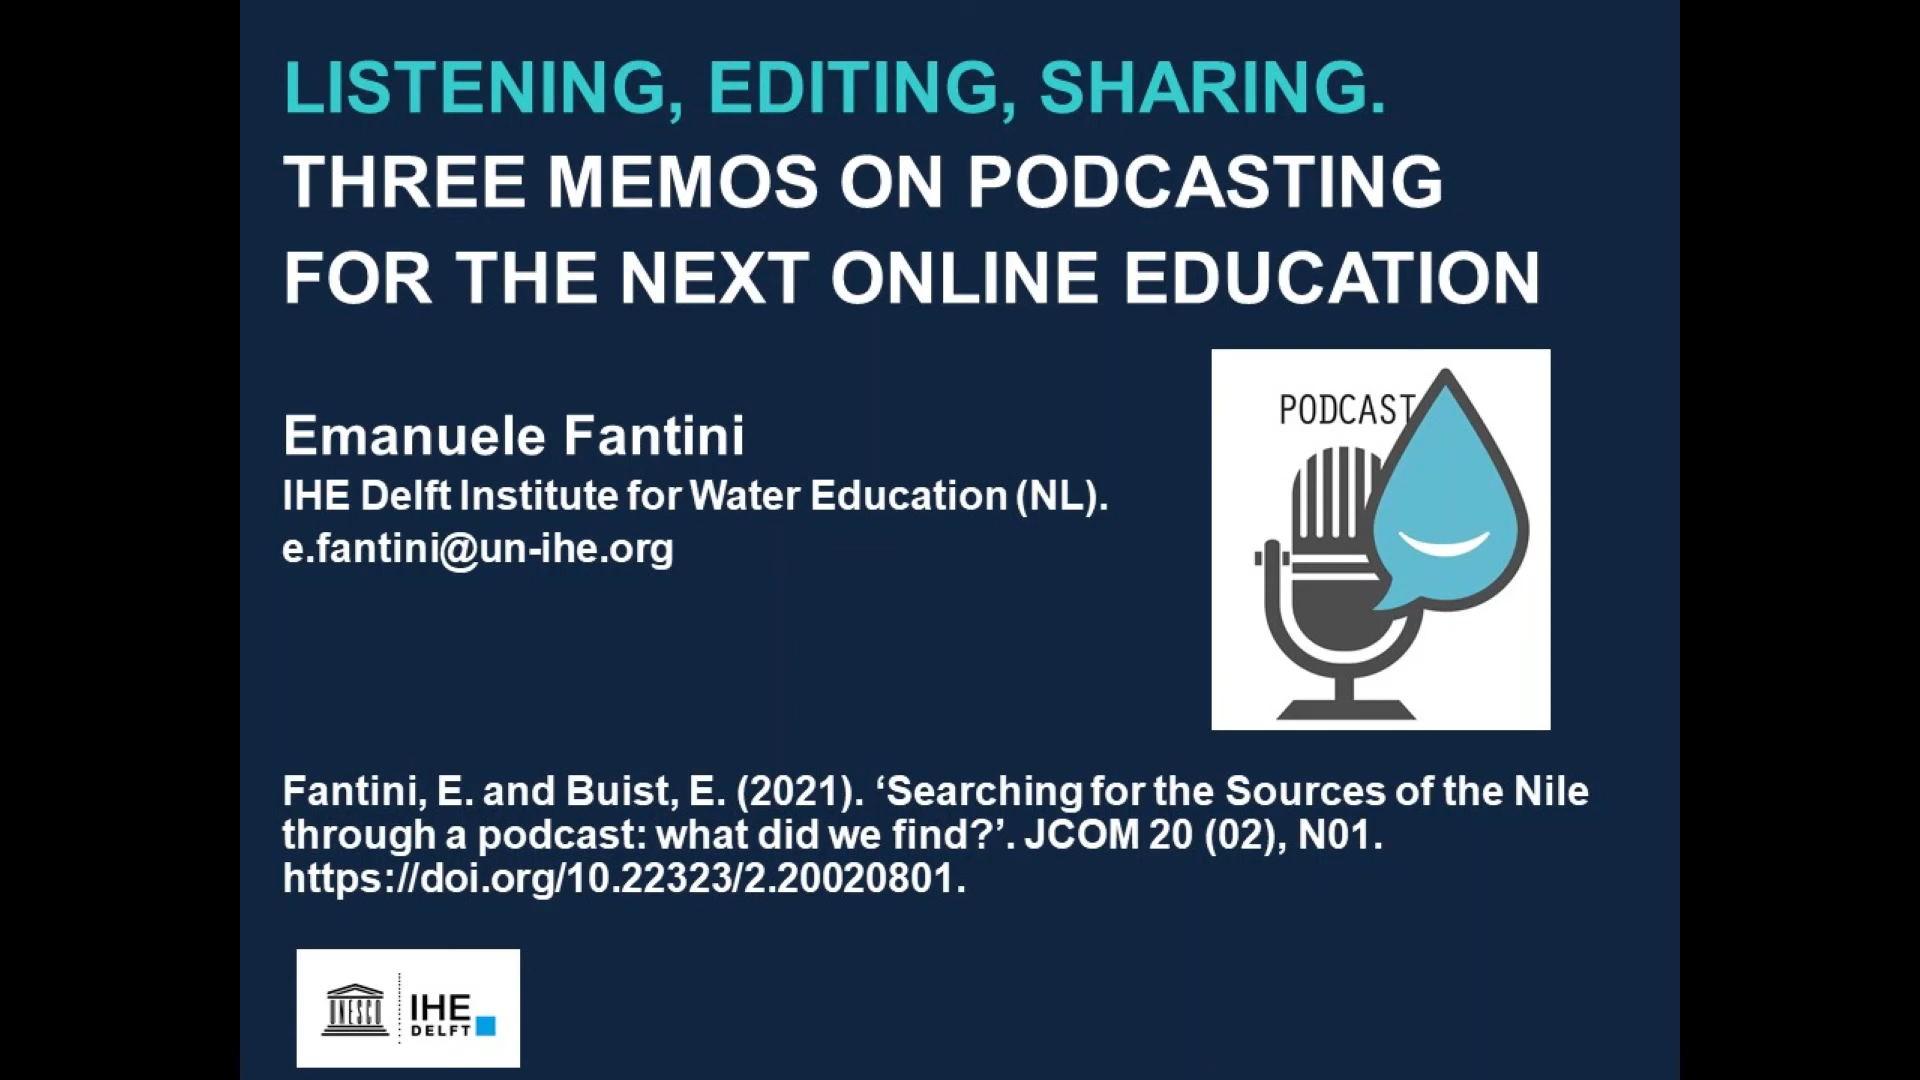 LISTENING, EDITING, SHARING.
THREE MEMOS ON PODCASTING
FOR THE NEXT ONLINE EDUCATION
PODCAST
Emanuele Fantini
IHE Delft Institute for Water Education (NL).
e.fantini@un-ihe.org
Fantini, E. and Buist, E. (2021). ‘Searching for the Sources of the Nile
through a podcast: what did we find?’. JCOM 20 (02), N01.
https://doi.org/10.22323/2.20020801.
UNESCO
IHE
DELFT